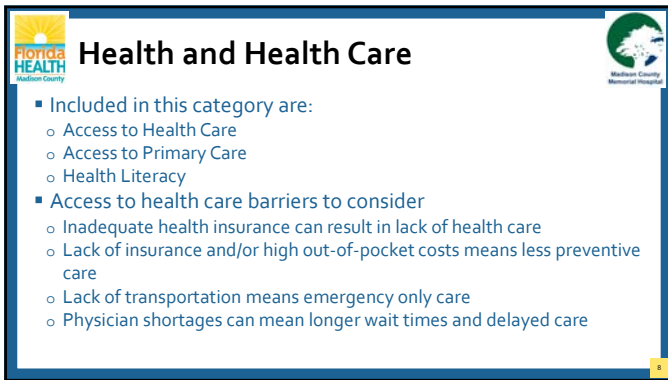 Florida
HEALTH
Madison County
Health and Health Care
Madison County
Memorial Hospital
▪ Included in this category are:
o Access to Health Care
o Access to Primary Care
o Health Literacy
▪ Access to health care barriers to consider
o Inadequate health insurance can result in lack of health care
o Lack of insurance and/or high out-of-pocket costs means less preventive
care
o Lack of transportation means emergency only care
o Physician shortages can mean longer wait times and delayed care
8